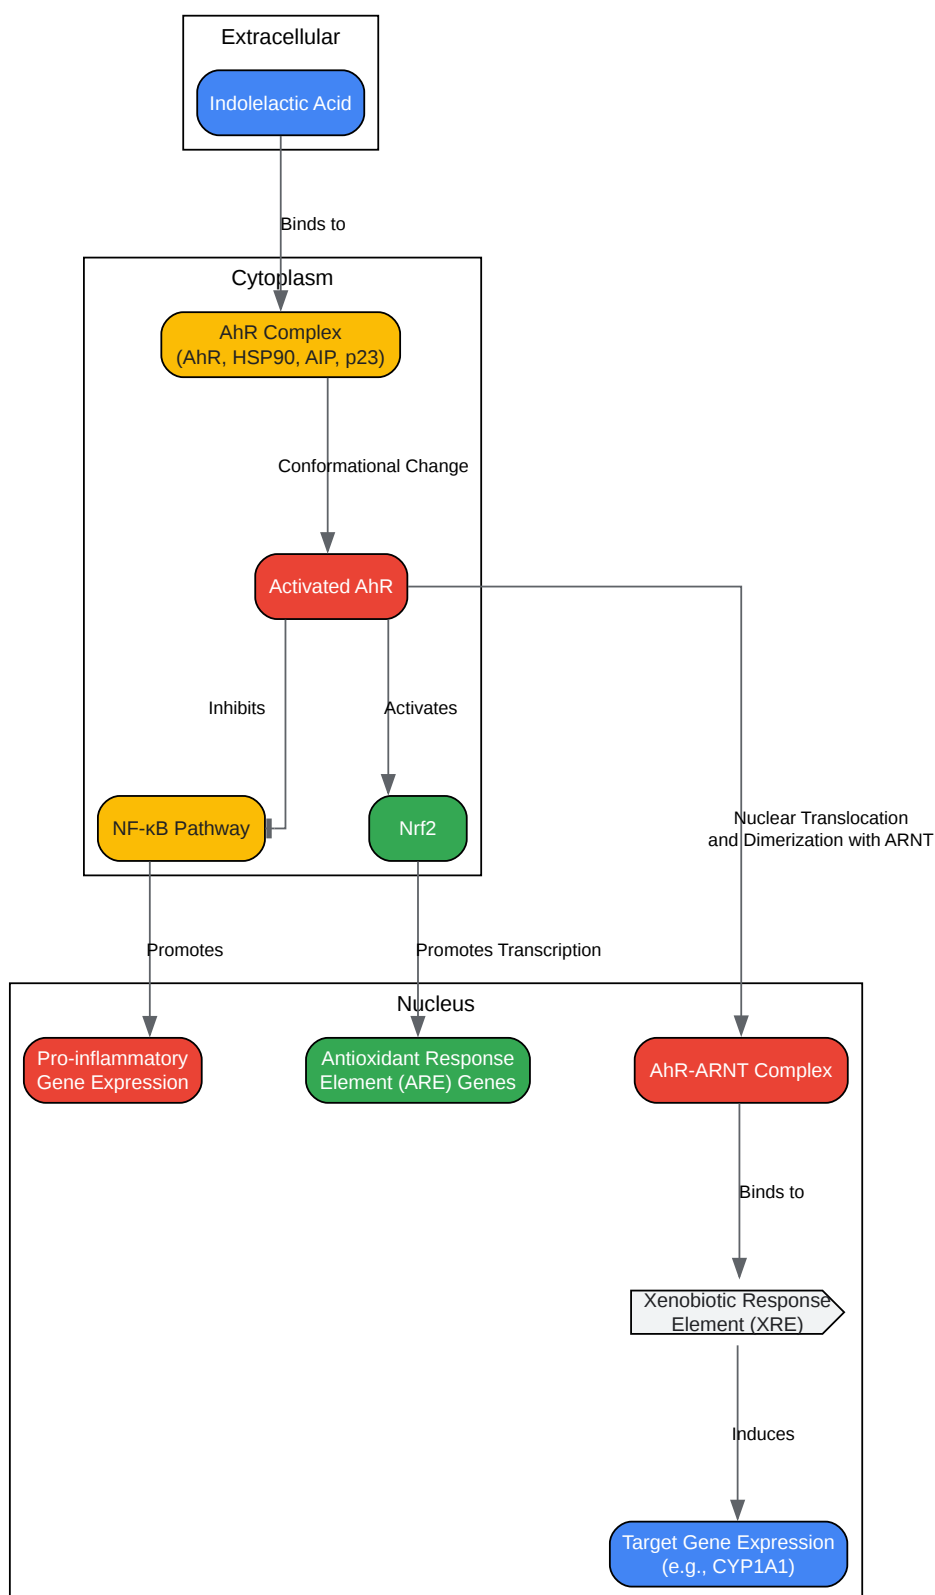 Extracellular
Indolelactic Acid
Binds to
Cytoplasm
AhR Complex
(AhR, HSP90, AIP, p23)
Conformational Change
Activated AhR
Inhibits
Activates
NF-κB Pathway
Nrf2
Nuclear Translocation
and Dimerization with ARNT
Promotes
Promotes Transcription
Nucleus
Pro-inflammatory
Gene Expression
Antioxidant Response
Element (ARE) Genes
AhR-ARNT Complex
Binds to
Xenobiotic Response
Element (XRE)
Induces
Target Gene Expression
(e.g., CYP1A1)